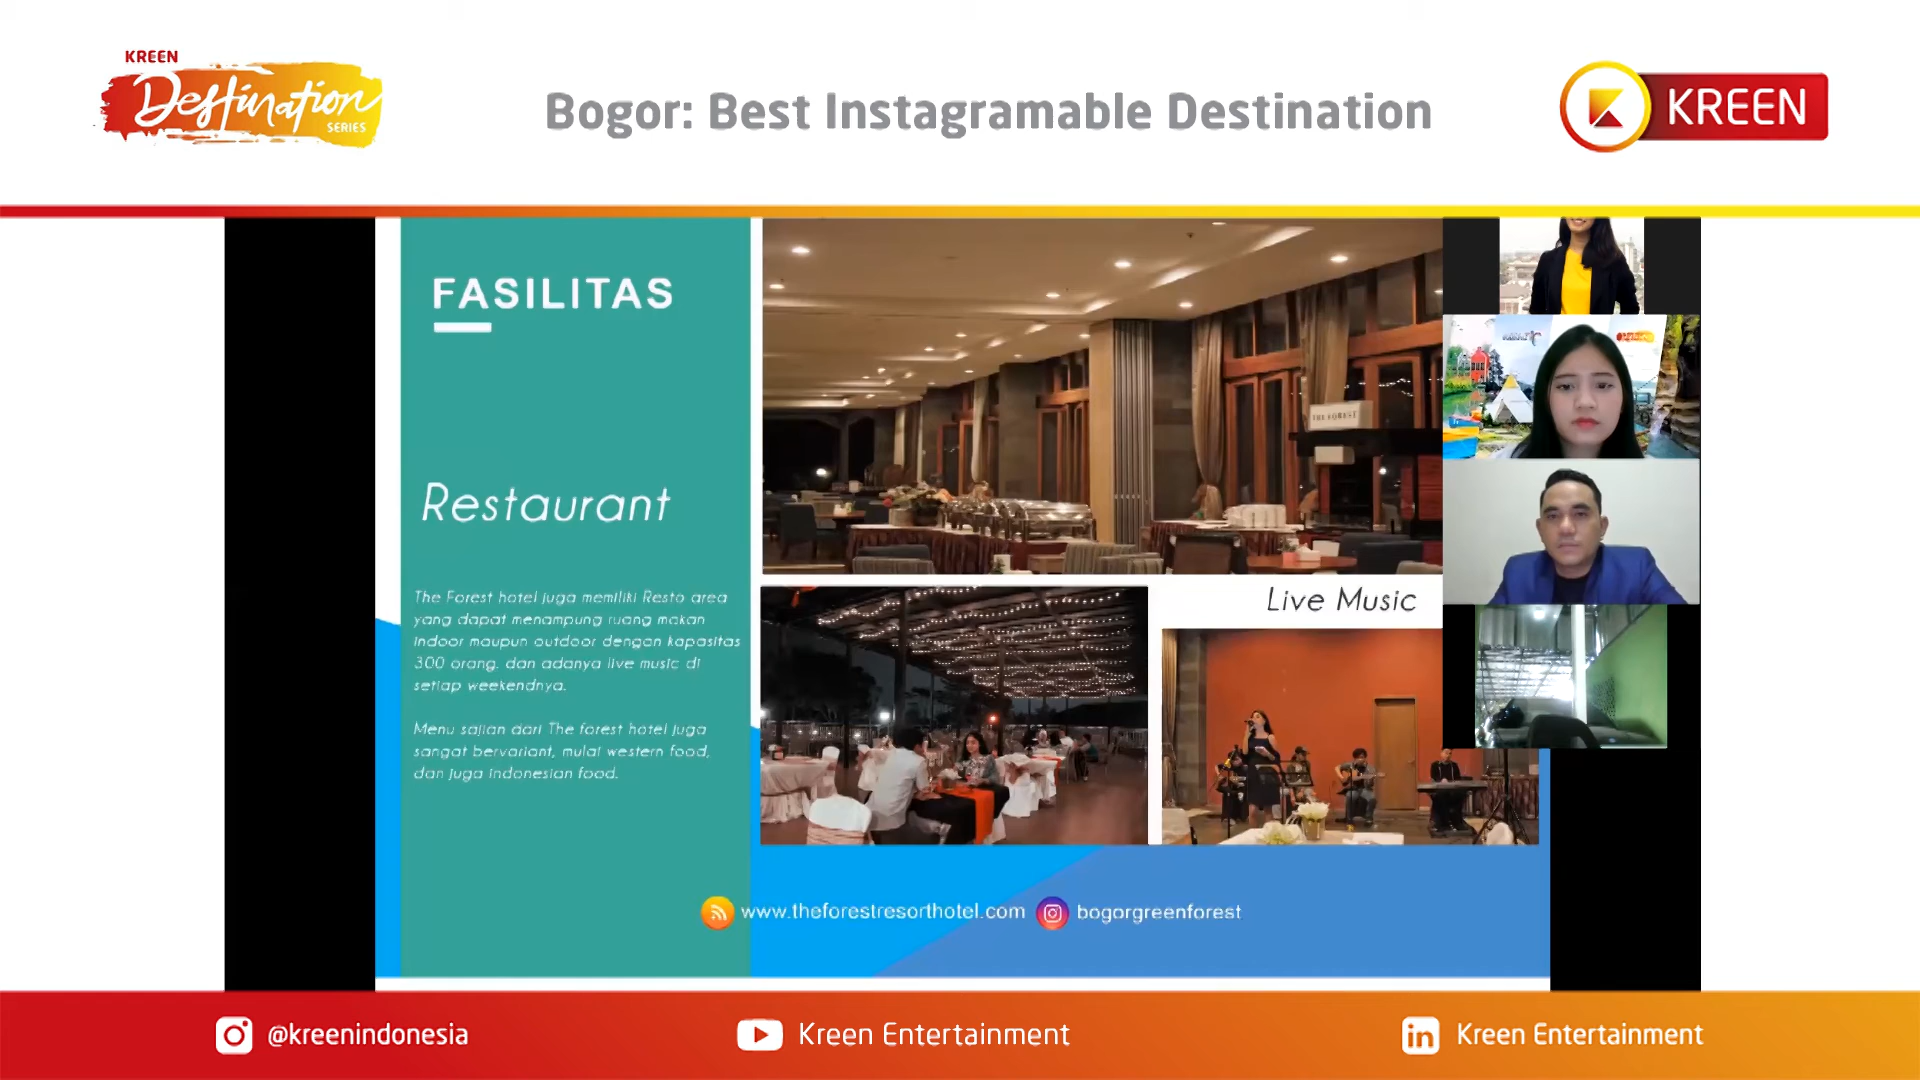 KREEN
Destination
SERIES
Bogor: Best Instagramable Destination
KREEN
FASILITAS
Restaurant
The Forest hotel juga memiliki Resto area
yang dapat menampung ruang makan
indoor maupun outdoor dengan kapasitas
300 orang. dan adanya live music di
setiap weekendnya.
Menu sajian dari The forest hotel juga
sangat bervariant, mulai western food,
dan juga indonesian food.
THE FOREST
Live Music
www.theforestresorthotel.com
bogorgreenforest
@kreenindonesia
Kreen Entertainment
in
Kreen Entertainment